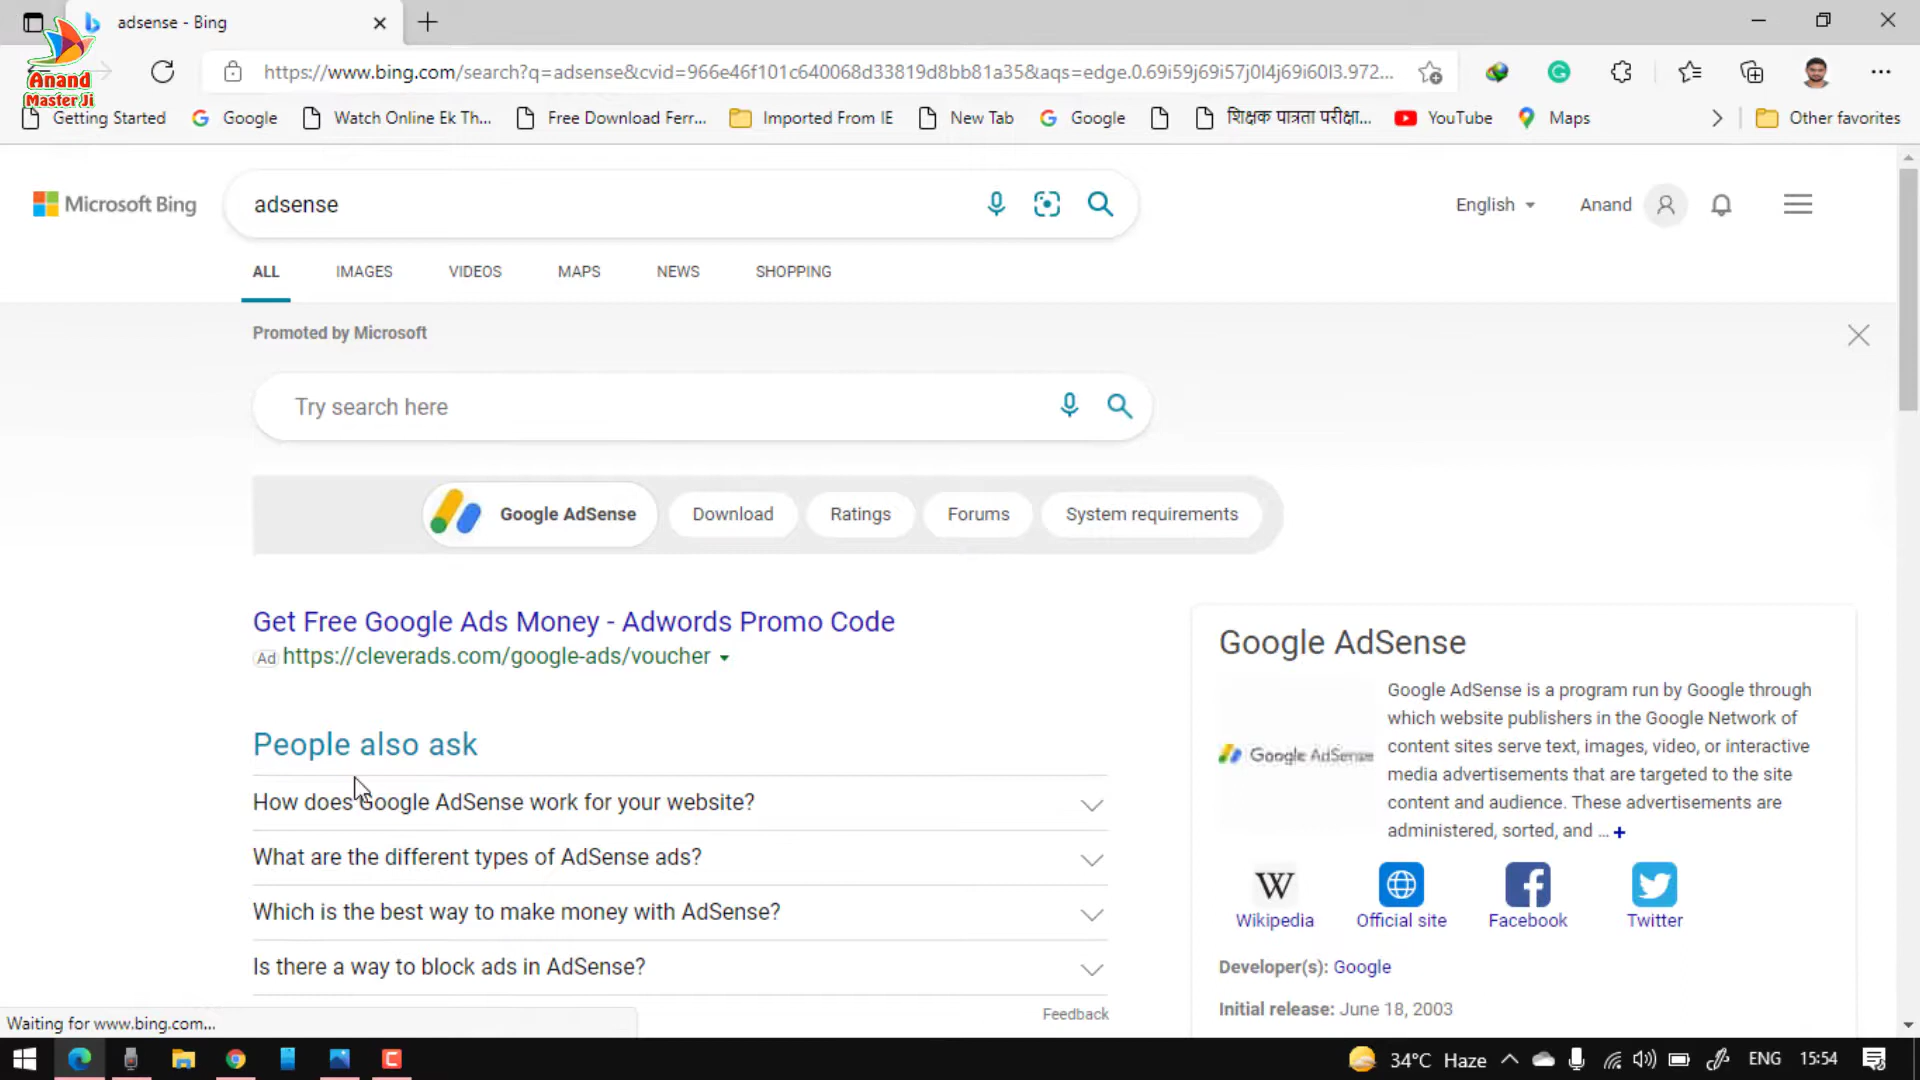 adsense - Bing
Anand
Master Ji
https://www.bing.com/search?q=adsense&cvid=966e46f101c640068d33819d8bb81a35&aqs=edge.0.69i59j69i57j0l4j69i60l3.972...
Getting Started
Google
Watch Online Ek Th...
Free Download Ferr...
Imported From IE
New Tab
Google
शिक्षक पात्रता परीक्षा...
YouTube
Maps
Other favorites
Microsoft Bing
adsense
English
Anand
ALL
IMAGES
VIDEOS
MAPS
NEWS
SHOPPING
Promoted by Microsoft
Try search here
Google AdSense
Download
Ratings
Forums
System requirements
Get Free Google Ads Money - Adwords Promo Code
Ad https://cleverads.com/google-ads/voucher
People also ask
How does Google AdSense work for your website?
What are the different types of AdSense ads?
Which is the best way to make money with AdSense?
Is there a way to block ads in AdSense?
Feedback
Google AdSense
Google AdSense
Google AdSense is a program run by Google through
which website publishers in the Google Network of
content sites serve text, images, video, or interactive
media advertisements that are targeted to the site
content and audience. These advertisements are
administered, sorted, and ... +
Wikipedia
Official site
Facebook
Twitter
Developer(s): Google
Initial release: June 18, 2003
Waiting for www.bing.com...
34°C Haze
ENG
15:54